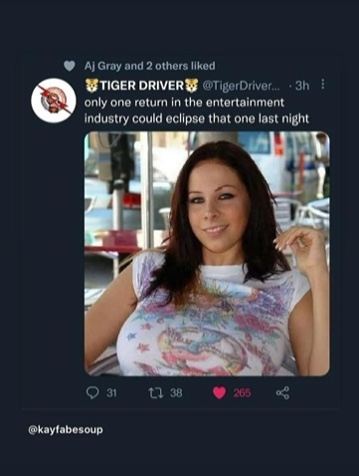 Aj Gray and 2 others liked
🐯TIGER DRIVER🐯 @TigerDriver... · 3h
only one return in the entertainment
industry could eclipse that one last night
31 38 265
@kayfabesoup